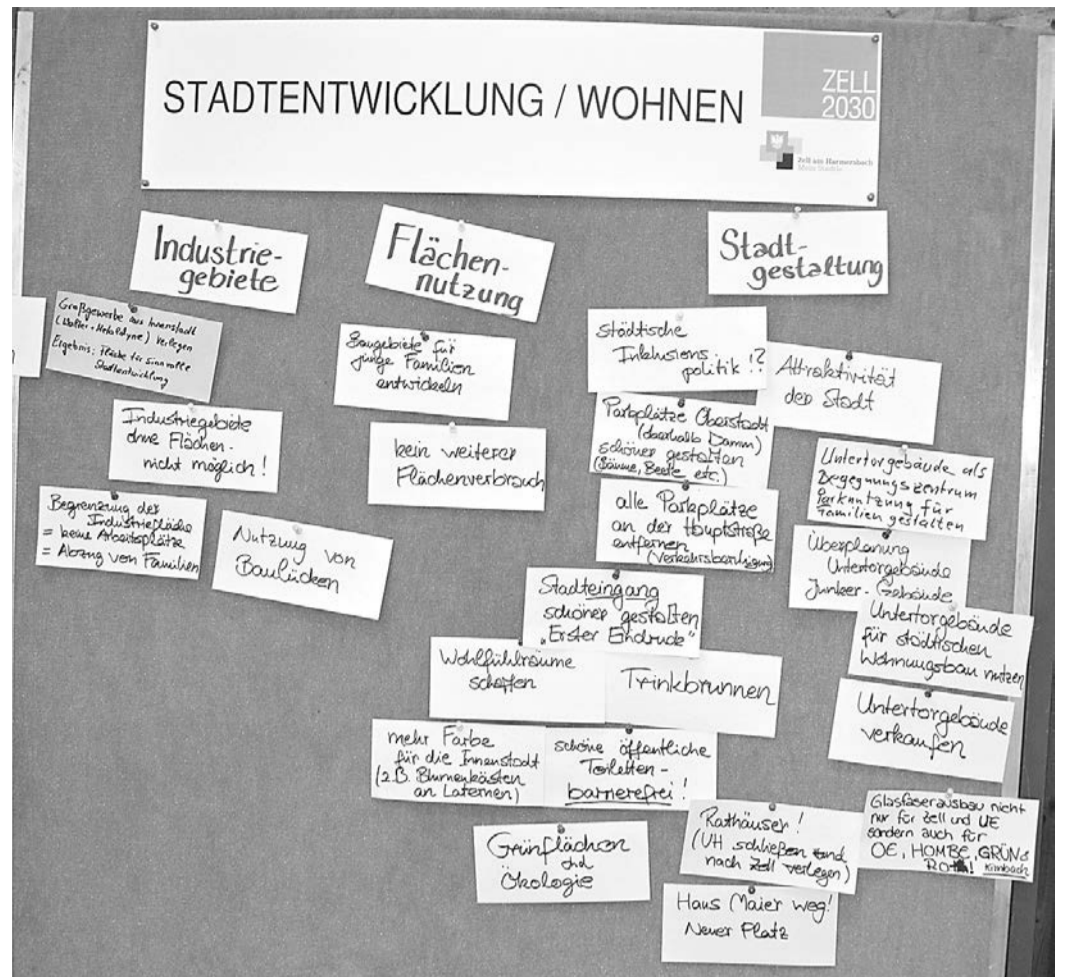 STADTENTWICKLUNG / WOHNEN
ZELL
2030
Zell am Harmersbach
Industrie-
gebiete
Großgewerbe aus Innenstadt
(Walter + Metaldyne) verlegen
Ergebnis: Fläche für sinnvolle
Stadtentwicklung
Industriegebiete
ohne Flächen-
nicht möglich!
Begrenzung der
Industriefläche
= keine Arbeitsplätze
= Abzug von Familien
Flächen-
nutzung
Baugebiete für
junge Familien
entwickeln
kein weiterer
Flächenverbrauch
Nutzung von
Baulücken
Stadt-
gestaltung
Städtische
Inklusions-
politik !?
Attraktivität
der Stadt
Parkplätze Oberstadt
(oberhalb Damm)
schöner gestalten
(Bäume, Beete etc.)
alle Parkplätze
an der Hauptstraße
entfernen
(Verkehrsberuhigung)
Untertorgebäude als
Begegnungszentrum
Parknutzung für
Familien gestalten
Überplanung
Untertorgebäude
Junker-Gebäude
Untertorgebäude
für städtischen
Wohnungsbau nutzen
Untertorgebäude
verkaufen
Stadteingang
schöner gestalten
„Erster Eindruck"
Wohlfühlräume
schaffen
Trinkbrunnen
mehr Farbe
für die Innenstadt
(z.B. Blumenkästen
an Laternen)
schöne öffentliche
Toiletten -
barrierefrei!
Grünflächen
und
Ökologie
Rathäuser!
(UH schließen und
nach Zell verlegen)
Glasfaserausbau nicht
nur für Zell und UE
sondern auch für
OE, HOMBE, GRÜN &
ROTH! Kirnbach
Haus Maier weg!
Neuer Platz